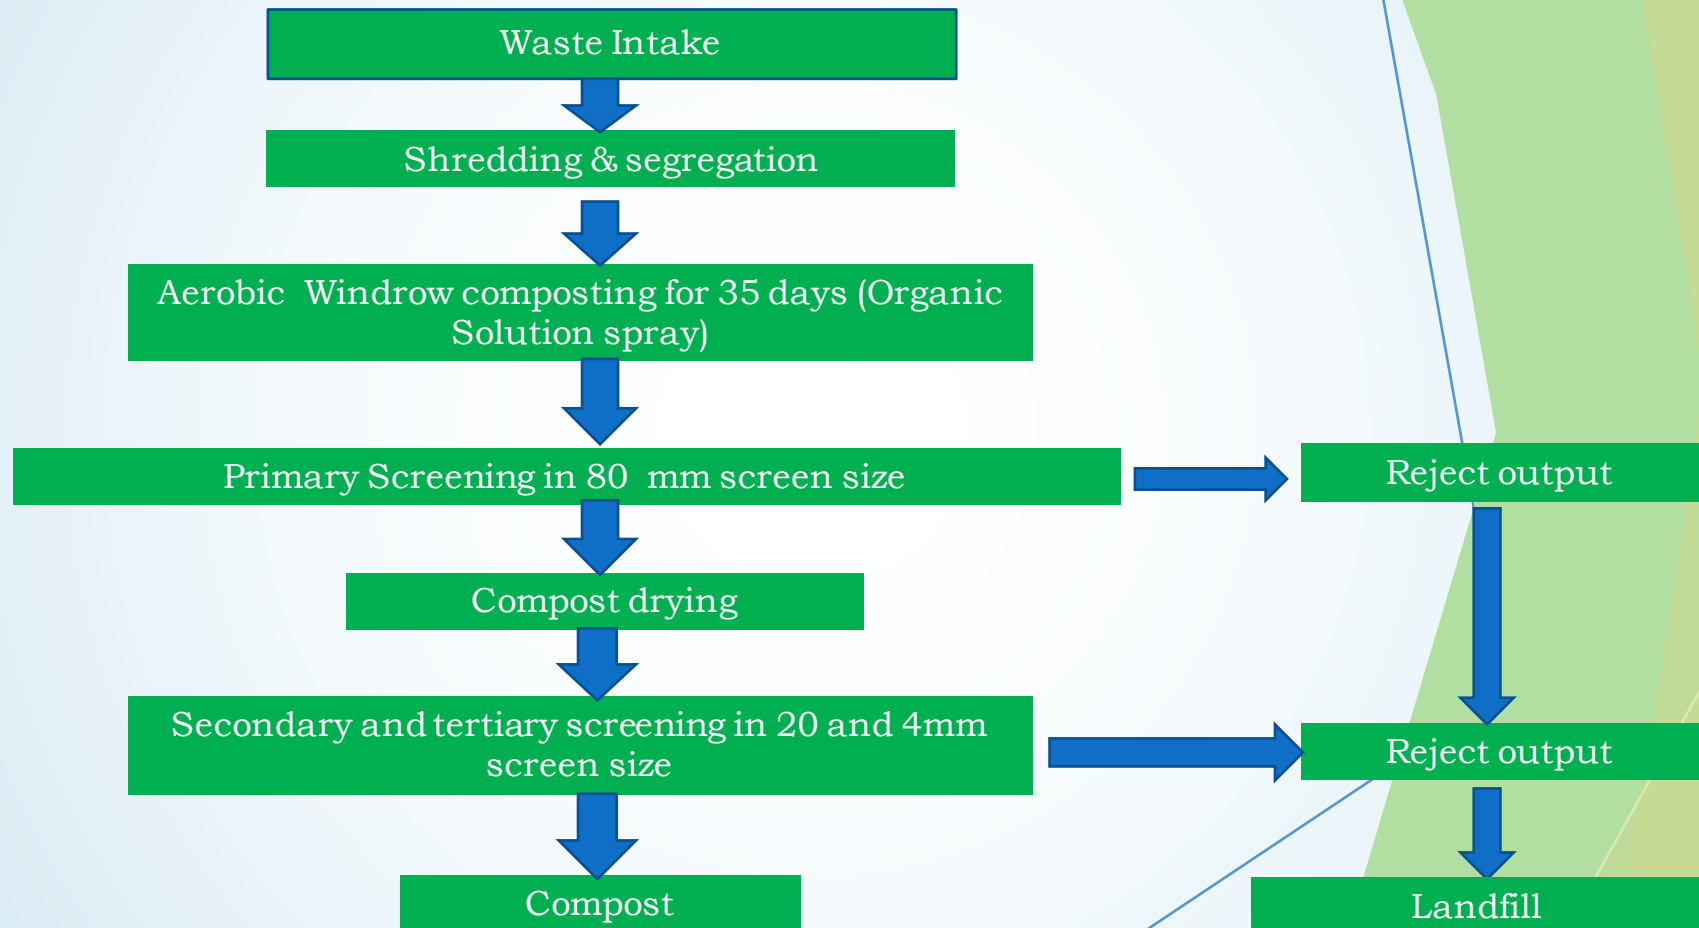 Waste Intake
Shredding & segregation
Aerobic  Windrow composting for 35 days (Organic
Solution spray)
Primary Screening in 80  mm screen size
Reject output
Compost drying
Secondary and tertiary screening in 20 and 4mm
screen size
Reject output
Compost
Landfill